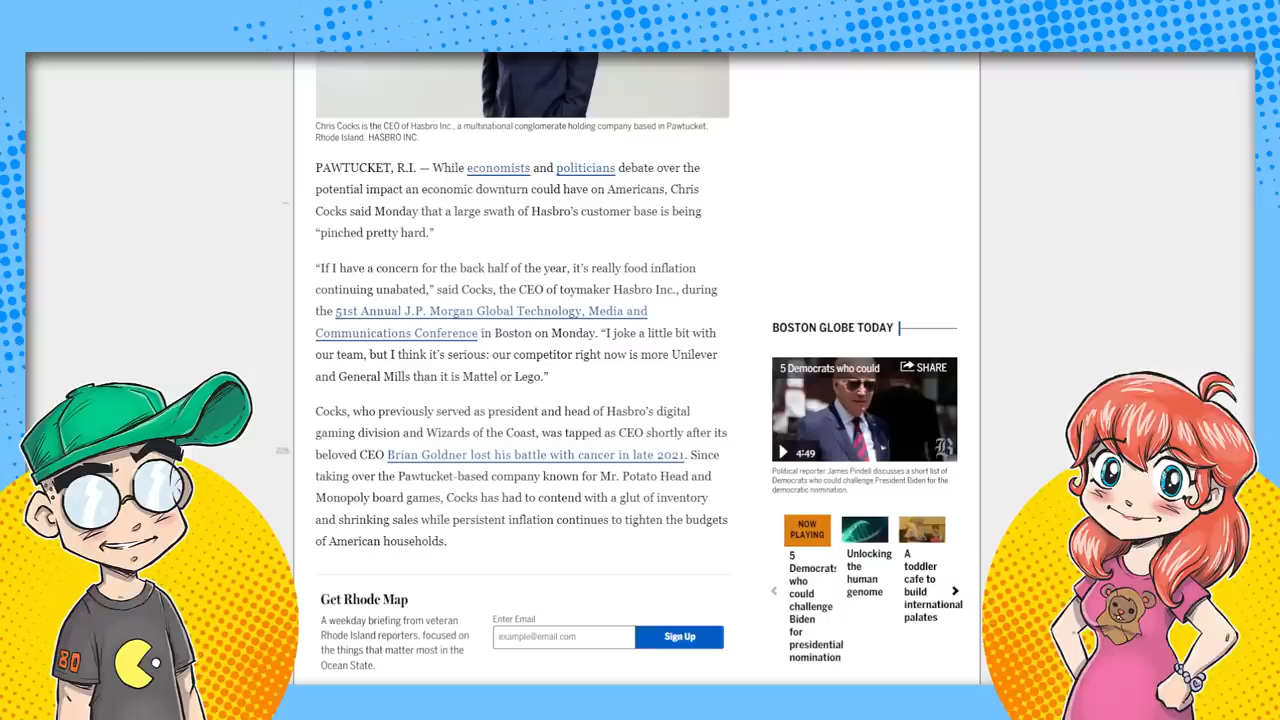 Chris Cocks is the CEO of Hasbro Inc., a multinational conglomerate holding company based in Pawtucket,
Rhode Island. HASBRO INC.
PAWTUCKET, R.I. — While economists and politicians debate over the
potential impact an economic downturn could have on Americans, Chris
Cocks said Monday that a large swath of Hasbro's customer base is being
“pinched pretty hard.”
“If I have a concern for the back half of the year, it's really food inflation
continuing unabated,” said Cocks, the CEO of toymaker Hasbro Inc., during
the 51st Annual J.P. Morgan Global Technology, Media and
Communications Conference in Boston on Monday. “I joke a little bit with
our team, but I think it's serious: our competitor right now is more Unilever
and General Mills than it is Mattel or Lego.”
Cocks, who previously served as president and head of Hasbro's digital
gaming division and Wizards of the Coast, was tapped as CEO shortly after its
beloved CEO Brian Goldner lost his battle with cancer in late 2021. Since
taking over the Pawtucket-based company known for Mr. Potato Head and
Monopoly board games, Cocks has had to contend with a glut of inventory
and shrinking sales while persistent inflation continues to tighten the budgets
of American households.
Get Rhode Map
A weekday briefing from veteran
Rhode Island reporters, focused on
the things that matter most in the
Ocean State.
Enter Email
example@email.com
Sign Up
BOSTON GLOBE TODAY
5 Democrats who could
SHARE
4:49
B
Political reporter James Pindell discusses a short list of
Democrats who could challenge President Biden for the
democratic nomination.
NOW
PLAYING
5
Democrats
who
could
challenge
Biden
for
presidential
nomination
Unlocking
the
human
genome
A
toddler
cafe to
build
international
palates
80